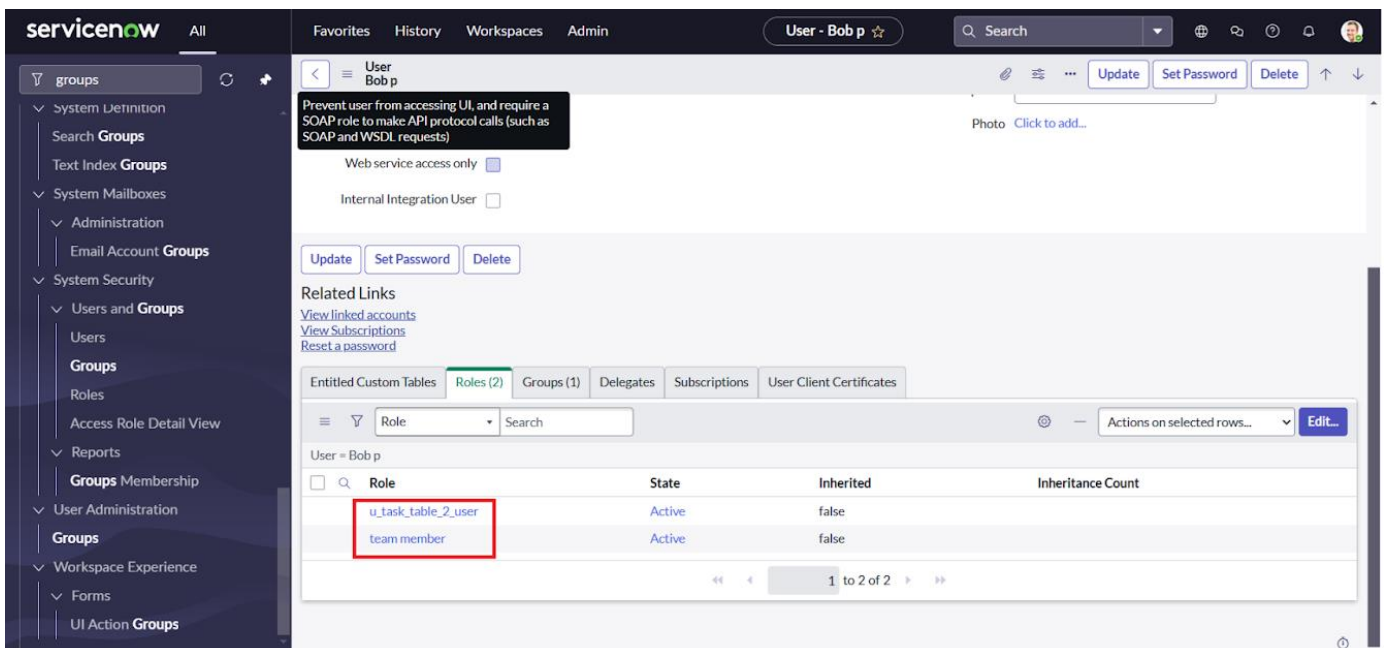 servicenow All Favorites History Workspaces Admin User - Bob p Search
groups
System Definition
Search Groups
Text Index Groups
System Mailboxes
Administration
Email Account Groups
System Security
Users and Groups
Users
Groups
Roles
Access Role Detail View
Reports
Groups Membership
User Administration
Groups
Workspace Experience
Forms
UI Action Groups
User
Bob p
Update Set Password Delete
Prevent user from accessing UI, and require a
SOAP role to make API protocol calls (such as
SOAP and WSDL requests)
Photo Click to add...
Web service access only
Internal Integration User
Update Set Password Delete
Related Links
View linked accounts
View Subscriptions
Reset a password
Entitled Custom Tables Roles (2) Groups (1) Delegates Subscriptions User Client Certificates
Role Search Actions on selected rows... Edit...
User = Bob p
Role State Inherited Inheritance Count
u_task_table_2_user Active false
team member Active false
1 to 2 of 2